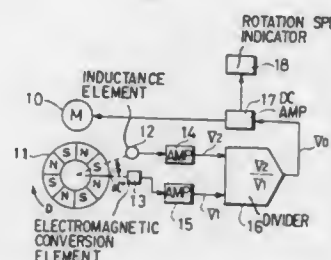 ROTATION SPE
INDICATOR
18
INDUCTANCE
ELEMENT
10
M
17 DC
AMP
12
14
AMP
V2
11
N S N S N S N S
13
V2
V1
V0
D
AMP
V1
DIVIDER
15
16
ELECTROMAGNETIC
CONVERSION
ELEMENT